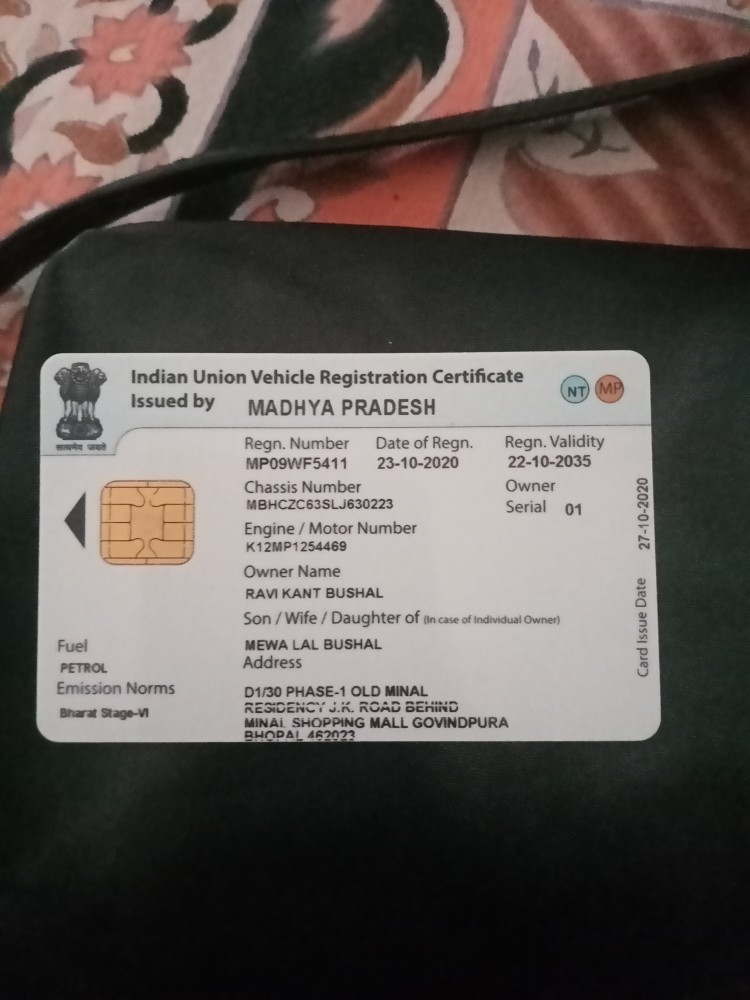 Indian Union Vehicle Registration Certificate
Issued by MADHYA PRADESH
NT MP
सत्यमेव जयते
Regn. Number Date of Regn. Regn. Validity
MP09WF5411 23-10-2020 22-10-2035
Chassis Number Owner
MBHCZC63SLJ630223 Serial 01
Engine / Motor Number
K12MP1254469
Owner Name
RAVI KANT BUSHAL
Son / Wife / Daughter of (In case of Individual Owner)
Fuel MEWA LAL BUSHAL
PETROL Address
Emission Norms D1/30 PHASE-1 OLD MINAL
Bharat Stage-VI RESIDENCY J.K. ROAD BEHIND
MINAL SHOPPING MALL GOVINDPURA
BHOPAL 462023
Card Issue Date 27-10-2020